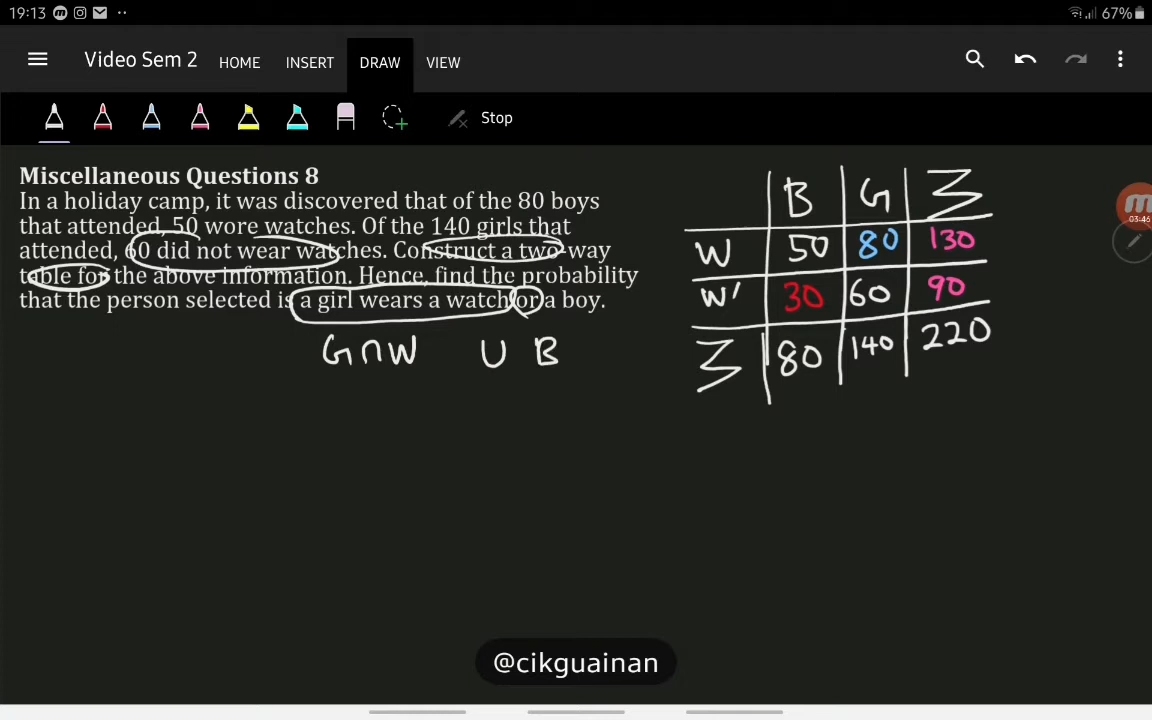 19:13
67%
Video Sem 2 HOME INSERT DRAW VIEW
Stop
Miscellaneous Questions 8
In a holiday camp, it was discovered that of the 80 boys
that attended, 50 wore watches. Of the 140 girls that
attended, 60 did not wear watches. Construct a two-way
table for the above information. Hence, find the probability
that the person selected is a girl wears a watch or a boy.
G∩W U B
B G Σ
W 50 80 130
W' 30 60 90
Σ 80 140 220
03:46
@cikguainan